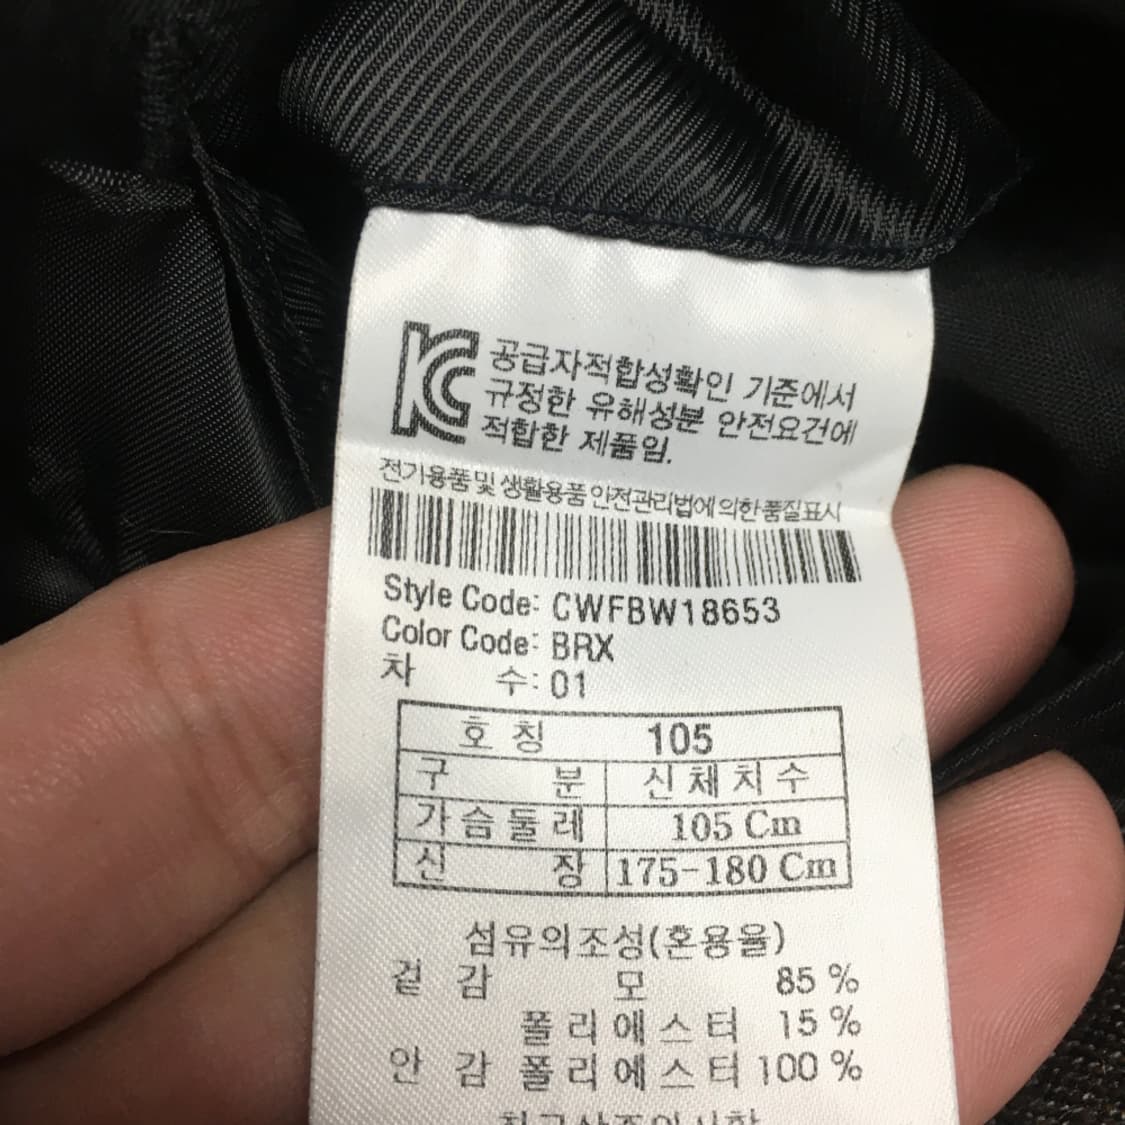 KC 공급자적합성확인 기준에서
규정한 유해성분 안전요건에
적합한 제품임.
전기용품 및 생활용품 안전관리법에 의한 품질표시
Style Code: CWFBW18653
Color Code: BRX
차 수: 01
호 칭 105
구 분 신체치수
가슴둘레 105 Cm
신 장 175-180 Cm
섬유의조성(혼용율)
겉 감 모 85 %
폴리에스터 15 %
안 감 폴리에스터 100 %